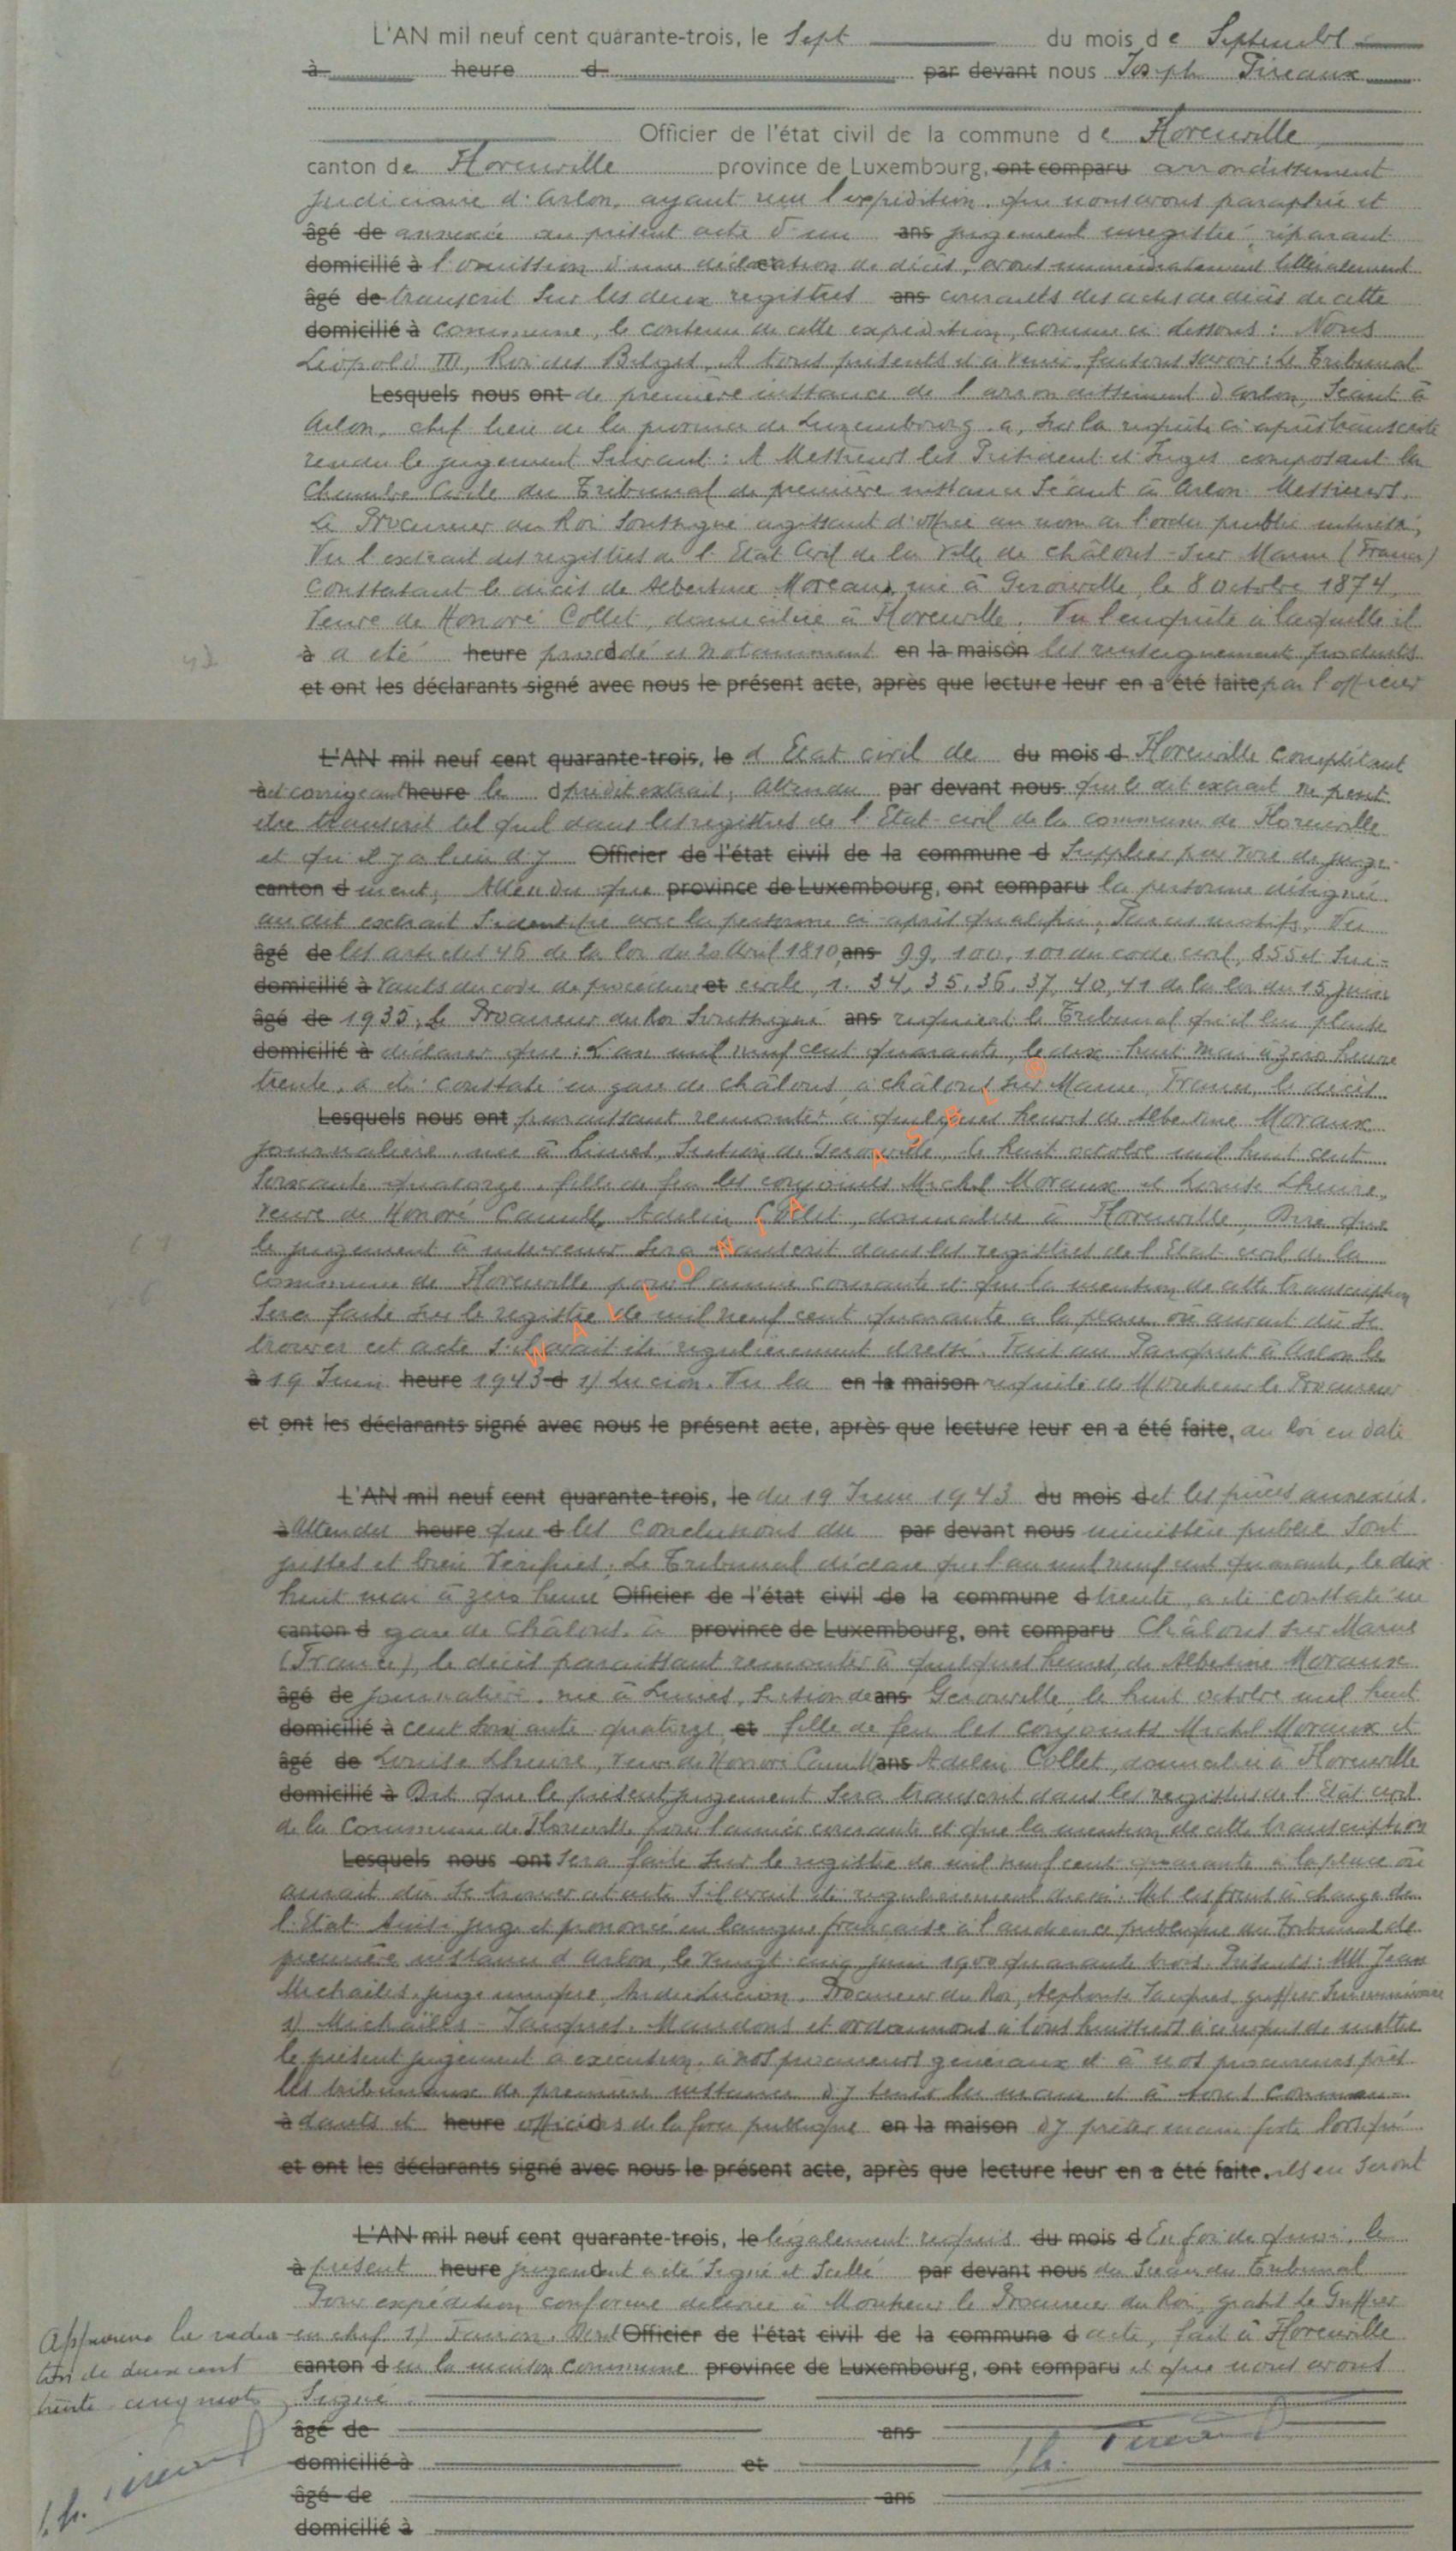 L'AN mil neuf cent quarante-trois, le Sept du mois de Septembre
à heure d par devant nous Joseph Pireaux
Officier de l'état civil de la commune de Florenville
canton de Florenville province de Luxembourg, ont comparu arrondissement
judiciaire d'Arlon, ayant reçu l'expédition, que nous avons paraphée et
âgé de annexée au présent acte d'un ans jugement enregistré, réparant
domicilié à l'omission d'une déclaration de décès, avons immédiatement littéralement
âgé de transcrit sur les deux registres ans courants des actes de décès de cette
domicilié à commune, le contenu de cette expédition, comme ci-dessous : Nous
Léopold III, Roi des Belges, A tous présents et à venir, faisons savoir : Le Tribunal
Lesquels nous ont de première instance de l'arrondissement d'Arlon, Séant à
Arlon, chef lieu de la province de Luxembourg a, sur la requête ci-après transcrite
rendu le jugement suivant : A Messieurs les Président et Juges composant la
Chambre Civile du Tribunal de première instance Séant à Arlon. Messieurs,
Le Procureur du Roi soussigné agissant d'office au nom de l'ordre public intéressé,
Vu l'extrait des registres de l'Etat Civil de la Ville de Châlons-sur-Marne (France)
Constatant le décès de Albertine Moreaux, née à Gerouville, le 8 octobre 1874,
Veuve de Honoré Collet, domiciliée à Florenville. Vu l'enquête à laquelle il
à a été heure procédé et notamment en la maison les renseignements produits
et ont les déclarants signé avec nous le présent acte, après que lecture leur en a été faite par l'officier
L'AN mil neuf cent quarante-trois, le d'Etat civil de du mois d Florenville complétant
à et corrigeant heure le d prédit extrait, Attendu par devant nous que le dit extrait ne peut
être transcrit tel quel dans les registres de l'Etat-civil de la commune de Florenville
et qu'il y a lieu d'y Officier de l'état civil de la commune d suppléer par voie de juge-
canton d ment; Attendu que province de Luxembourg, ont comparu la personne désignée
au dit extrait s'identifie avec la personne ci-après qualifiée; Par ces motifs, Vu
âgé de les articles 46 de la loi du 20 Avril 1810, ans 99, 100, 101 du code civil, 855 et sui-
domicilié à vants du code de procédure et civile, 1. 34, 35, 36, 37, 40, 41 de la loi du 15 juin
âgé de 1935, le Procureur du Roi Soussigné ans requiert le Tribunal qu'il lui plaise
domicilié à déclarer que : L'an mil neuf cent quarante, le dix-huit mai à zéro heure
trente, a été constaté en gare de Châlons, à Châlons sur Marne, France, le décès
Lesquels nous ont paraissant remonter à quelques heures de Albertine Moraux
journalière, née à Limes, Section de Gerouville, le huit octobre mil huit cent
soixante quatorze, fille de feu les conjoints Michel Moraux et Louise Lheure,
veuve de Honoré Camille Adelin Collet, domiciliée à Florenville, Dire que
le jugement à intervenir sera transcrit dans les registres de l'Etat civil de la
commune de Florenville pour l'année courante et que la mention de cette transcription
sera faite sur le registre de mil neuf cent quarante à la place où aurait dû se
trouver cet acte s'il avait été régulièrement dressé. Fait au Parquet à Arlon le
à 19 Juin heure 1943 d s) Lucion. Vu la en la maison requête de Monsieur le Procureur
et ont les déclarants signé avec nous le présent acte, après que lecture leur en a été faite, du Roi en date
WALLONIA ASBL ®
L'AN mil neuf cent quarante-trois, le du 19 Juin 1943 du mois d et les pièces annexées.
à Attendu heure que d les conclusions du par devant nous ministère public sont
justes et bien vérifiées; Le Tribunal déclare que l'an mil neuf cent quarante, le dix
huit mai à zéro heure Officier de l'état civil de la commune d trente, a été constaté en
canton d gare de Châlons, à province de Luxembourg, ont comparu Châlons sur Marne
(France), le décès paraissant remonter à quelques heures, de Albertine Moraux
âgé de journalière, née à Limes, Section de ans Gerouville, le huit octobre mil huit
domicilié à cent soixante quatorze, et fille de feu les conjoints Michel Moraux et
âgé de Louise Lheure, veuve de Honoré Camille ans Adelin Collet, domiciliée à Florenville
domicilié à Dit que le présent jugement sera transcrit dans les registres de l'Etat civil
de la Commune de Florenville pour l'année courante et que la mention de cette transcription
Lesquels nous ont sera faite sur le registre de mil neuf cent quarante à la place où
aurait dû se trouver cet acte s'il avait été régulièrement dressé. Met les frais à charge de
l'Etat. Ainsi jugé et prononcé en langue française à l'audience publique du Tribunal de
première instance d'Arlon, le vingt-cinq juin 1900 quarante trois. Présents : MM. Jean
Michaëlis, juge unique, André Lucion, Procureur du Roi, Alphonse Jacques, greffier Surnuméraire
s) Michaëlis - Jacques. Mandons et ordonnons à tous huissiers à ce requis de mettre
le présent jugement à exécution, à nos procureurs généraux et à nos procureurs près
les tribunaux de première instance d'y tenir la main et à tous comman-
à dants et heure officiers de la force publique en la maison d'y prêter main forte lorsqu'
et ont les déclarants signé avec nous le présent acte, après que lecture leur en a été faite. ils en seront
L'AN mil neuf cent quarante-trois, le légalement requis du mois d En foi de quoi, le
à présent heure jugement a été signé et scellé par devant nous du Sceau du Tribunal
Pour expédition conforme délivrée à Monsieur le Procureur du Roi, gratis Le Greffier
en chef s) Officier de l'état civil de la commune d acte, fait à Florenville
canton d en la maison commune province de Luxembourg, ont comparu et que nous avons
signé
âgé de ans
domicilié à et
âgé de ans
domicilié à
Approuvé la radia
tion de deux cent
trente cinq mots